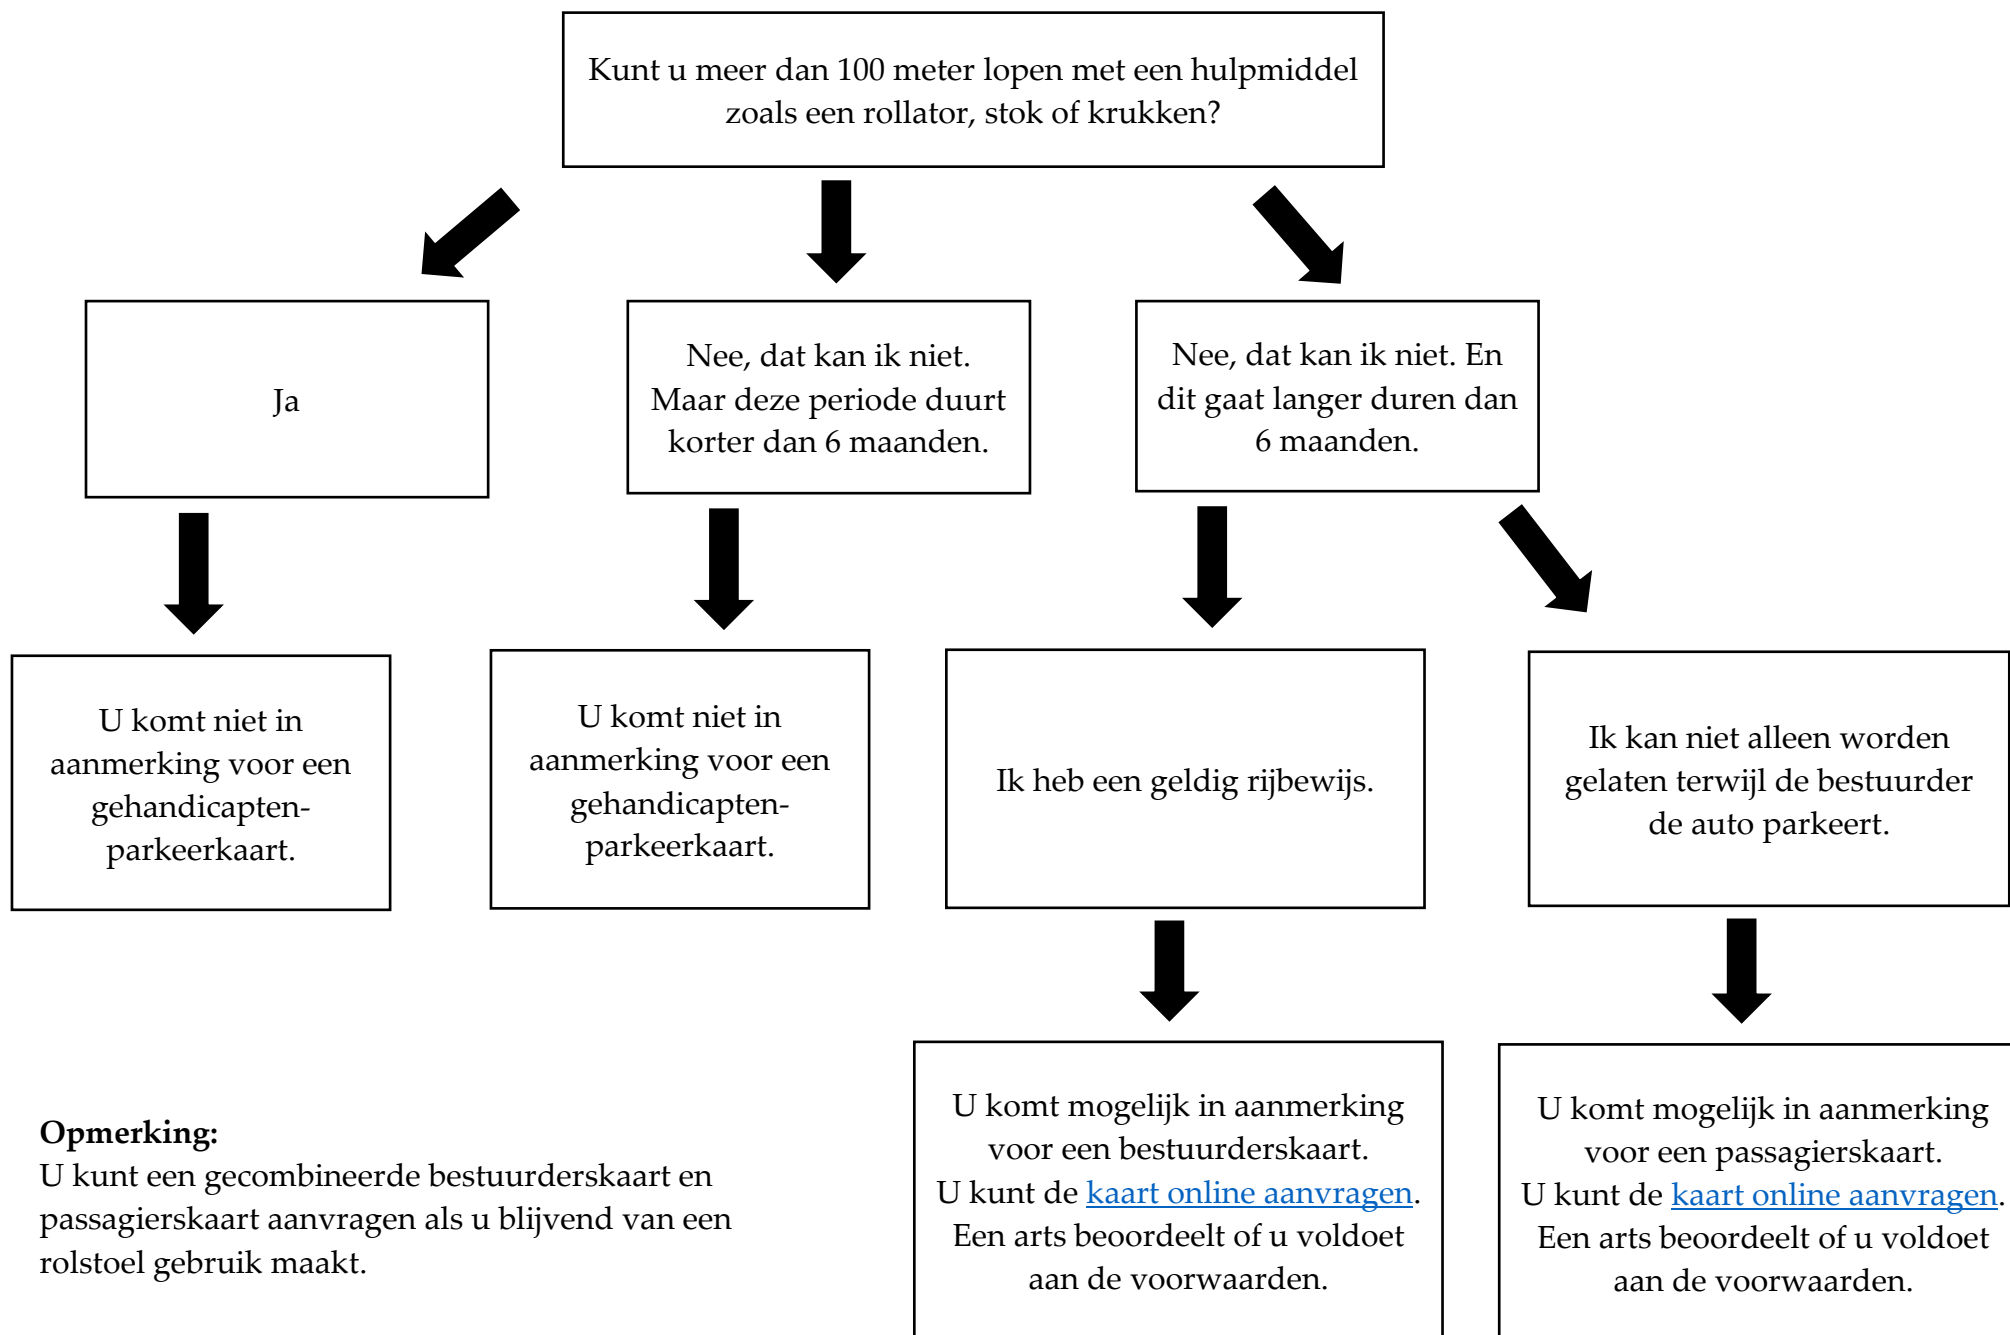 Kunt u meer dan 100 meter lopen met een hulpmiddel
zoals een rollator, stok of krukken?
Ja
Nee, dat kan ik niet.
Maar deze periode duurt
korter dan 6 maanden.
Nee, dat kan ik niet. En
dit gaat langer duren dan
6 maanden.
U komt niet in
aanmerking voor een
gehandicapten-
parkeerkaart.
U komt niet in
aanmerking voor een
gehandicapten-
parkeerkaart.
Ik heb een geldig rijbewijs.
Ik kan niet alleen worden
gelaten terwijl de bestuurder
de auto parkeert.
U komt mogelijk in aanmerking
voor een bestuurderskaart.
U kunt de kaart online aanvragen.
Een arts beoordeelt of u voldoet
aan de voorwaarden.
U komt mogelijk in aanmerking
voor een passagierskaart.
U kunt de kaart online aanvragen.
Een arts beoordeelt of u voldoet
aan de voorwaarden.
Opmerking:
U kunt een gecombineerde bestuurderskaart en
passagierskaart aanvragen als u blijvend van een
rolstoel gebruik maakt.